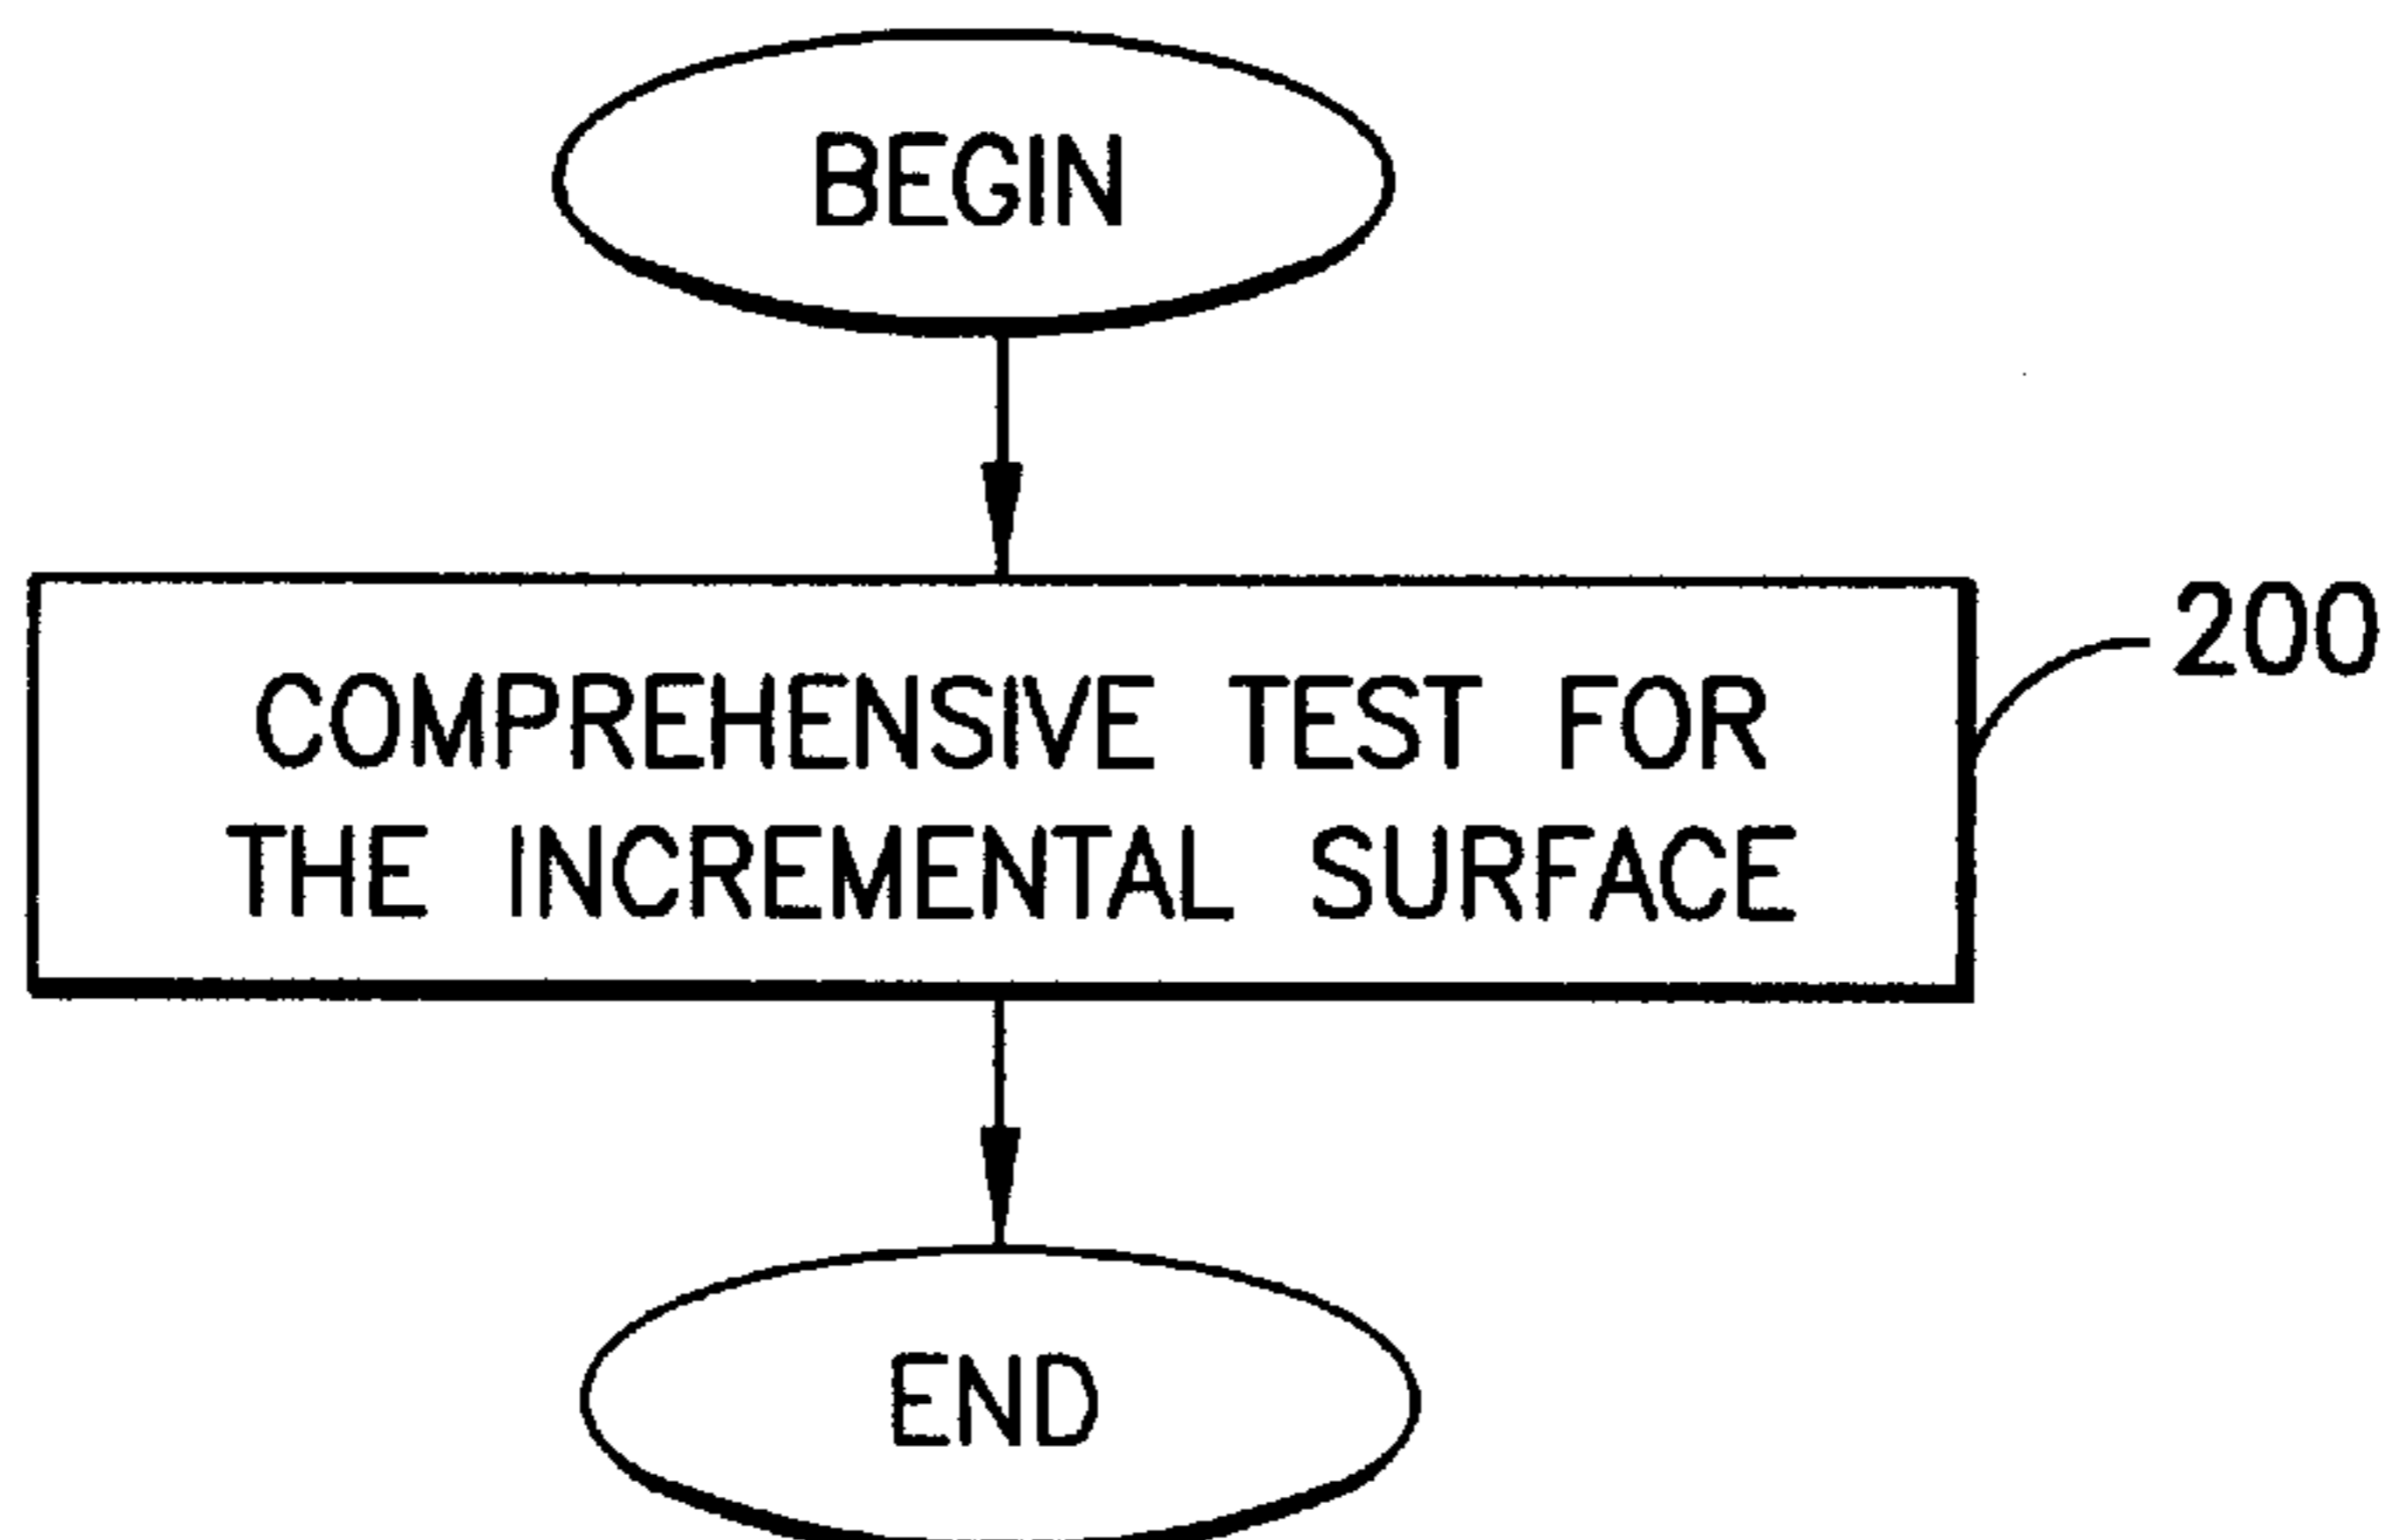 BEGIN
COMPREHENSIVE TEST FOR
THE INCREMENTAL SURFACE
200
END